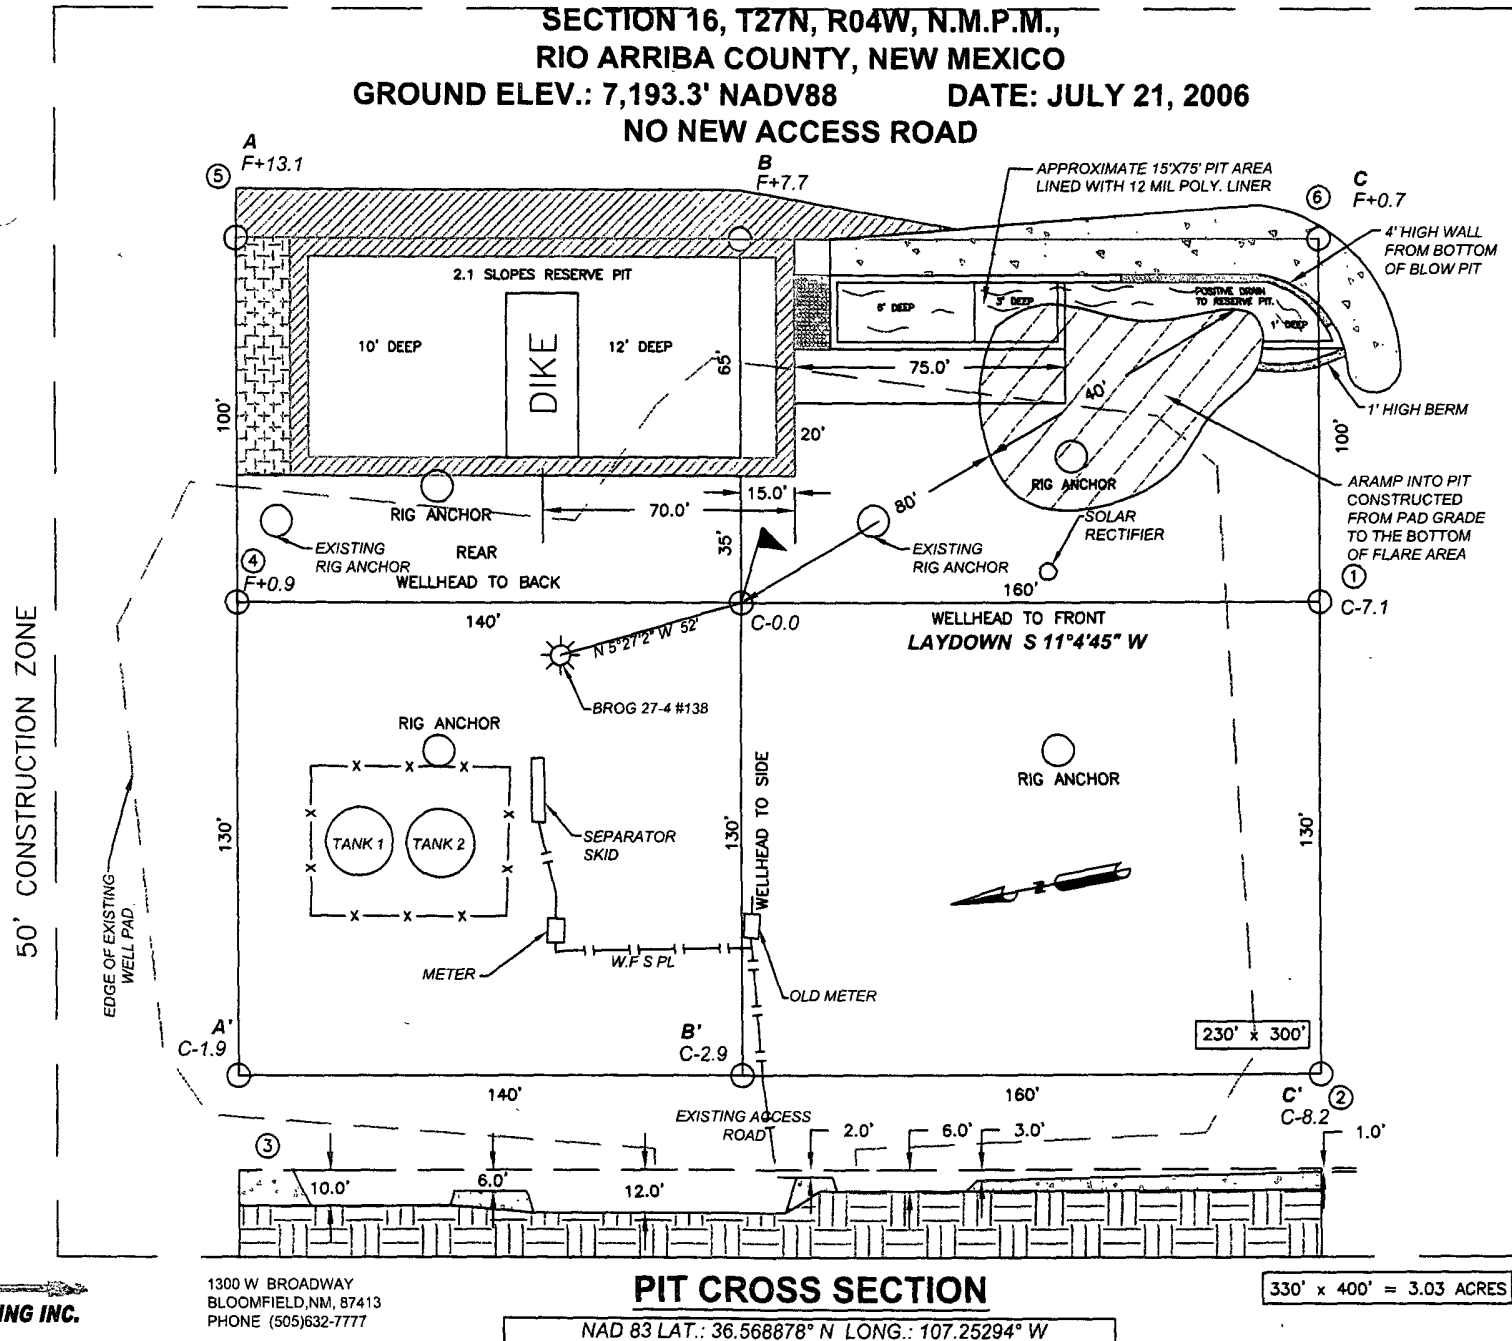 SECTION 16, T27N, R04W, N.M.P.M.,
RIO ARRIBA COUNTY, NEW MEXICO
GROUND ELEV.: 7,193.3' NADV88 DATE: JULY 21, 2006
NO NEW ACCESS ROAD
A
F+13.1
5
B
F+7.7
APPROXIMATE 15'X75' PIT AREA
LINED WITH 12 MIL POLY. LINER
6
C
F+0.7
4' HIGH WALL
FROM BOTTOM
OF BLOW PIT
2.1 SLOPES RESERVE PIT
10' DEEP
DIKE
12' DEEP
65'
6' DEEP
3' DEEP
POSITIVE DRAIN
TO RESERVE PIT.
1' DEEP
75.0'
40'
1' HIGH BERM
100'
20'
100'
RIG ANCHOR
15.0'
70.0'
80'
RIG ANCHOR
ARAMP INTO PIT
CONSTRUCTED
FROM PAD GRADE
TO THE BOTTOM
OF FLARE AREA
SOLAR
RECTIFIER
EXISTING
RIG ANCHOR
REAR
WELLHEAD TO BACK
35'
EXISTING
RIG ANCHOR
4
F+0.9
160'
1
C-7.1
140'
C-0.0
WELLHEAD TO FRONT
LAYDOWN S 11°4'45" W
N 5°27'2" W 52'
BROG 27-4 #138
50' CONSTRUCTION ZONE
RIG ANCHOR
RIG ANCHOR
TANK 1
TANK 2
SEPARATOR
SKID
130'
130'
WELLHEAD TO SIDE
130'
N
EDGE OF EXISTING
WELL PAD
METER
W.F S PL
OLD METER
230' x 300'
A'
C-1.9
B'
C-2.9
140'
160'
C'
C-8.2
2
EXISTING ACCESS
ROAD
3
10.0'
6.0'
12.0'
2.0'
6.0'
3.0'
1.0'
ING INC.
1300 W BROADWAY
BLOOMFIELD,NM, 87413
PHONE (505)632-7777
PIT CROSS SECTION
330' x 400' = 3.03 ACRES
NAD 83 LAT.: 36.568878° N LONG.: 107.25294° W